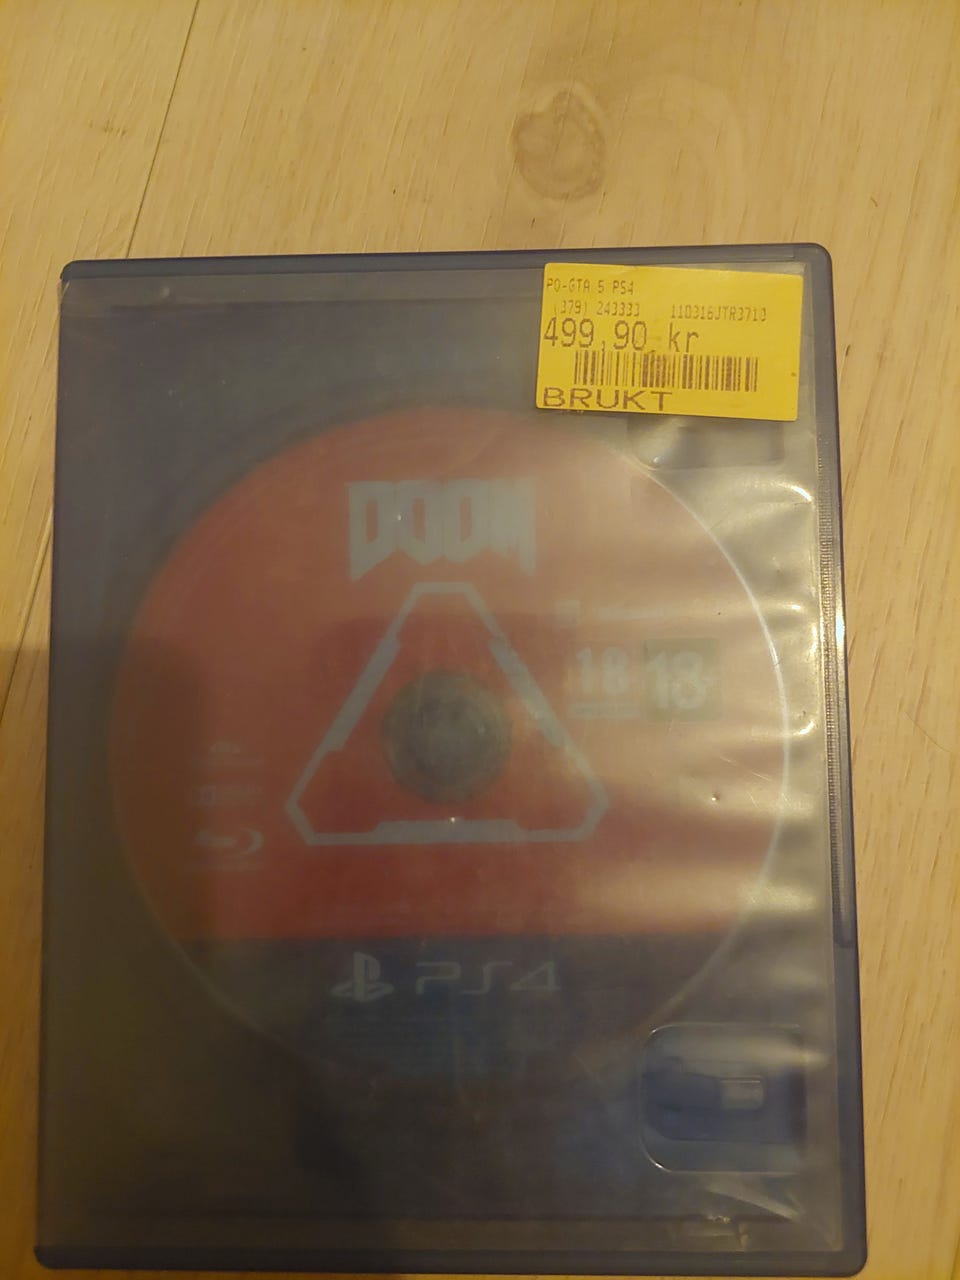 PO-GTA 5 PS4
(379) 243333 110316JTR3710
499,90 kr
BRUKT
DOOM
18 18
PS4